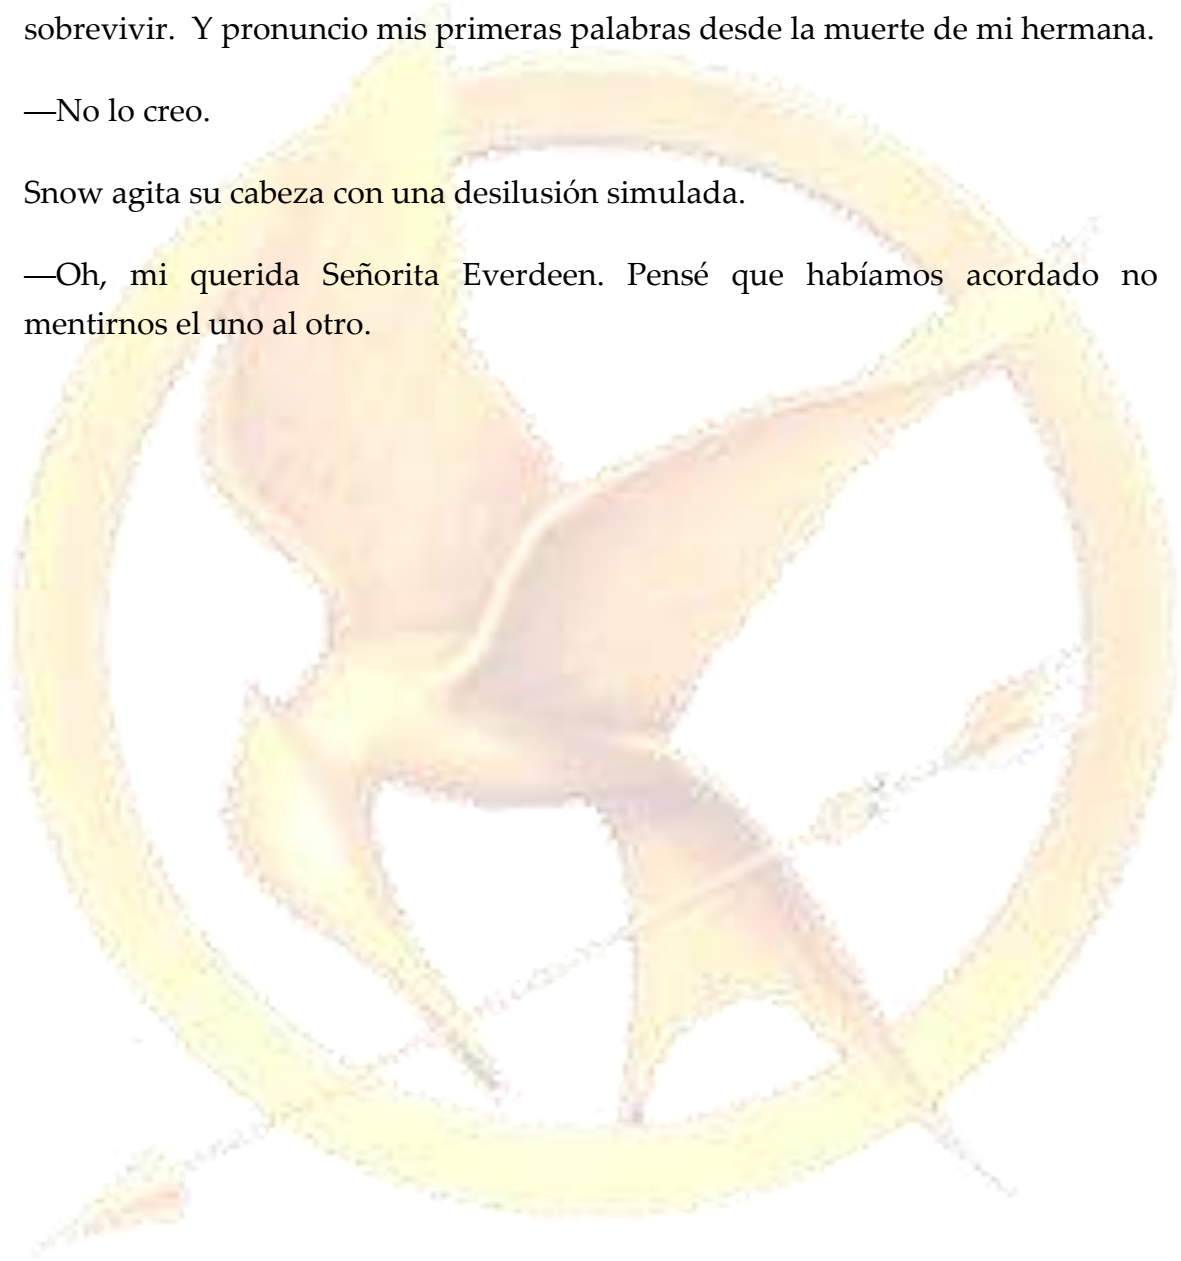 sobrevivir.  Y pronuncio mis primeras palabras desde la muerte de mi hermana.
—No lo creo.
Snow agita su cabeza con una desilusión simulada.
—Oh, mi querida Señorita Everdeen. Pensé que habíamos acordado no
mentirnos el uno al otro.